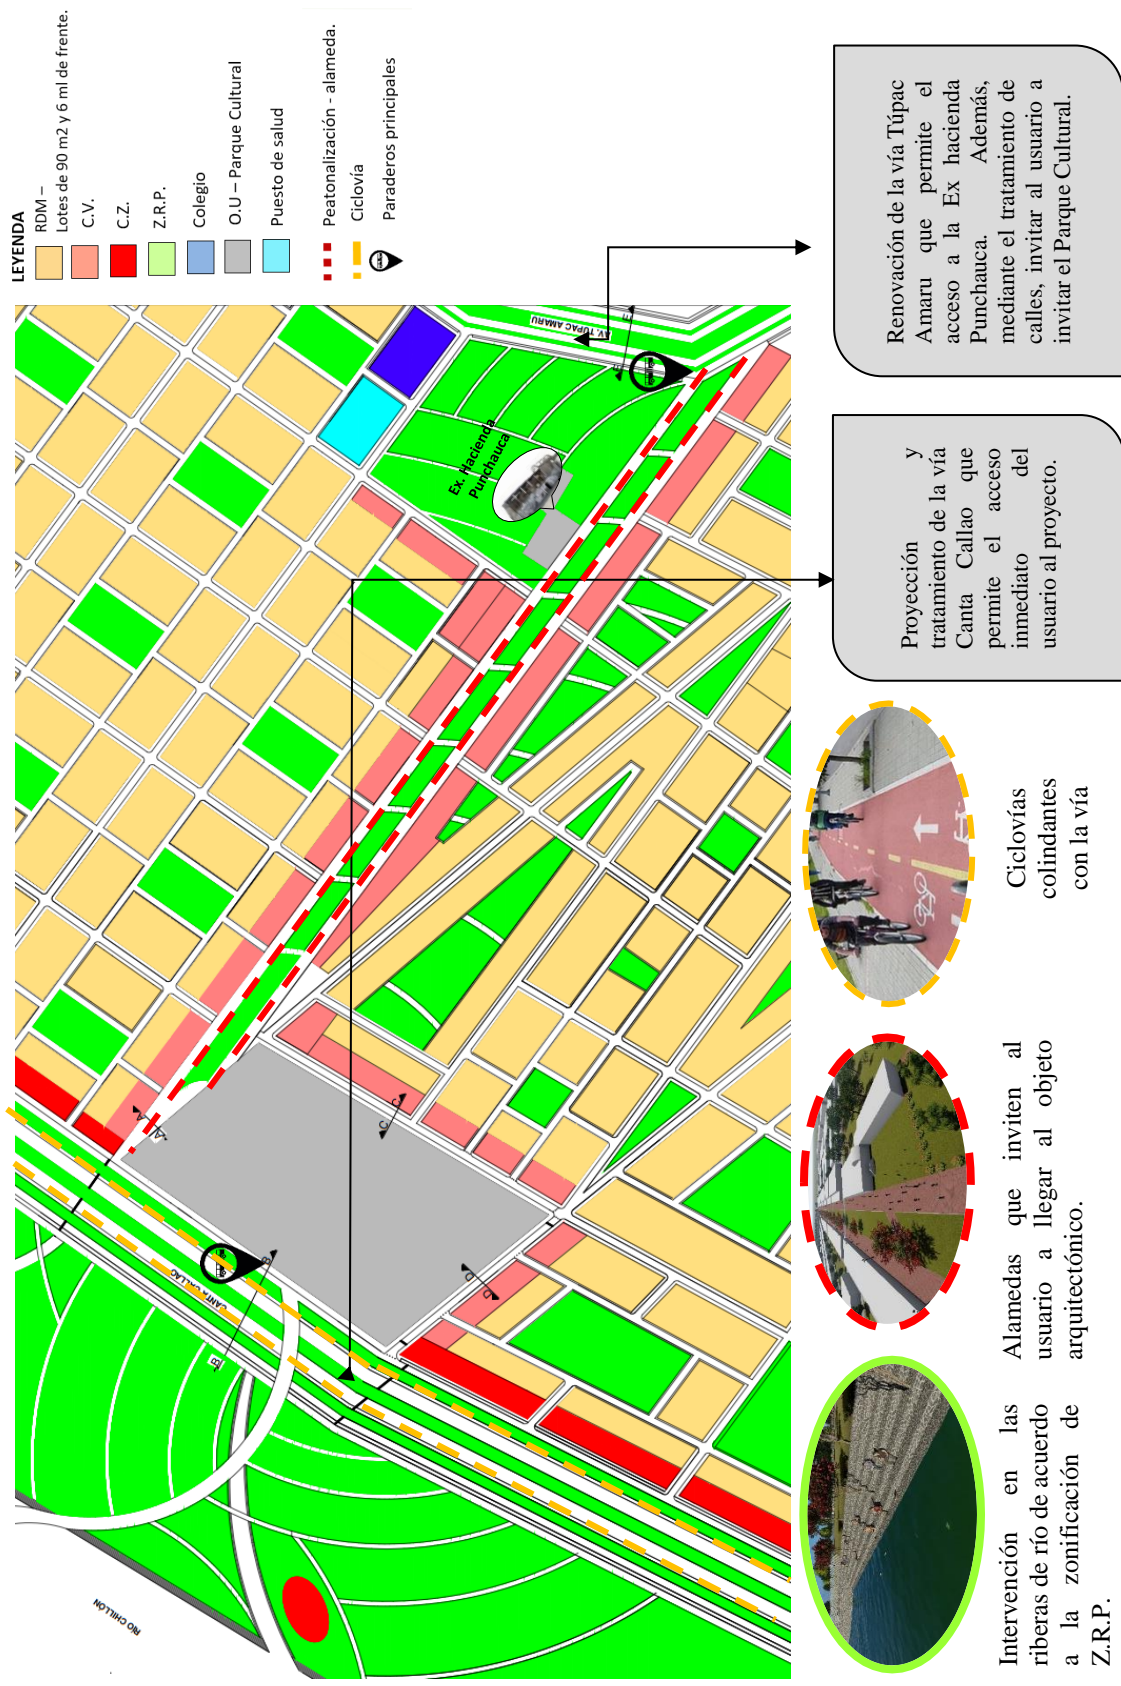 LEYENDA
RDM –
Lotes de 90 m2 y 6 ml de frente.
C.V.
C.Z.
Z.R.P.
Colegio
O.U – Parque Cultural
Puesto de salud
Peatonalización - alameda.
Ciclovía
Paraderos principales
RÍO CHILLÓN
CANTA CALLAO
AV. TÚPAC AMARU
Ex. Hacienda
Punchauca
A
A
B
B
C
C
D
D
E
E
Intervención en las
riberas de río de acuerdo
a la zonificación de
Z.R.P.
Alamedas que inviten al
usuario a llegar al objeto
arquitectónico.
Ciclovías
colindantes
con la vía
Proyección y
tratamiento de la vía
Canta Callao que
permite el acceso
inmediato del
usuario al proyecto.
Renovación de la vía Túpac
Amaru que permite el
acceso a la Ex hacienda
Punchauca. Además,
mediante el tratamiento de
calles, invitar al usuario a
invitar el Parque Cultural.